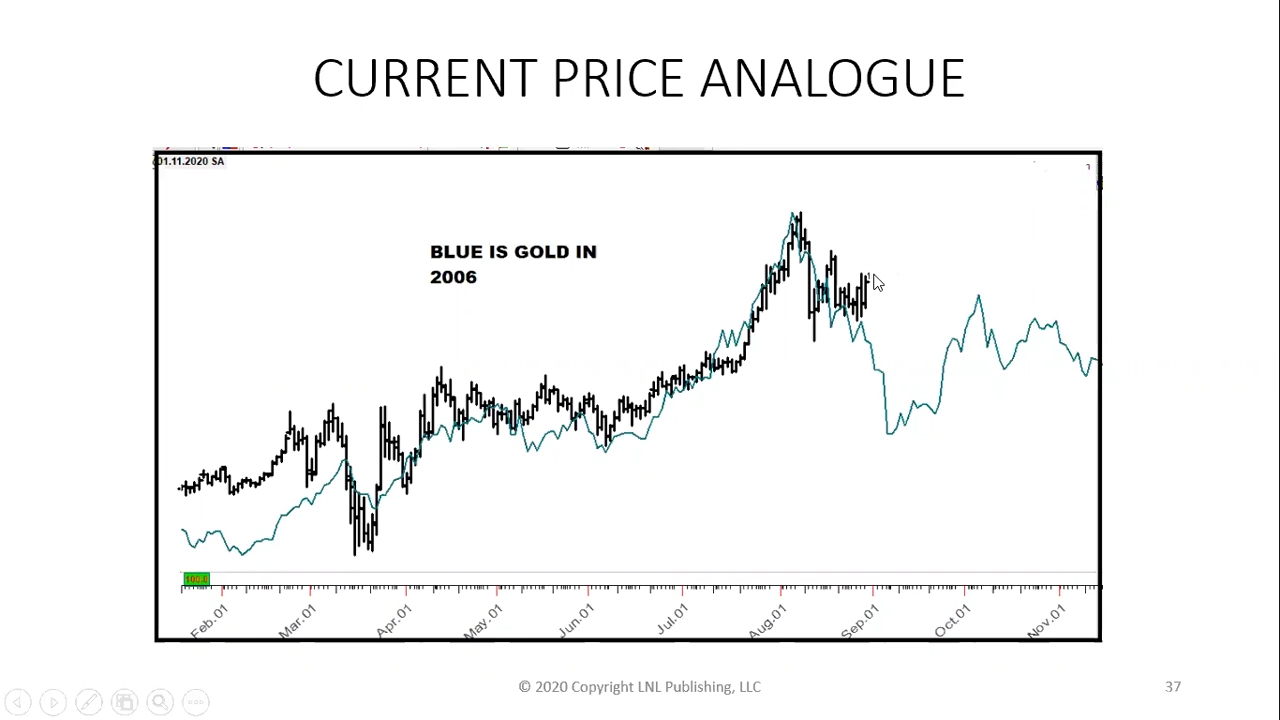 CURRENT PRICE ANALOGUE
01.11.2020 SA
BLUE IS GOLD IN
2006
100.0
Feb.01 Mar.01 Apr.01 May.01 Jun.01 Jul.01 Aug.01 Sep.01 Oct.01 Nov.01
© 2020 Copyright LNL Publishing, LLC
37